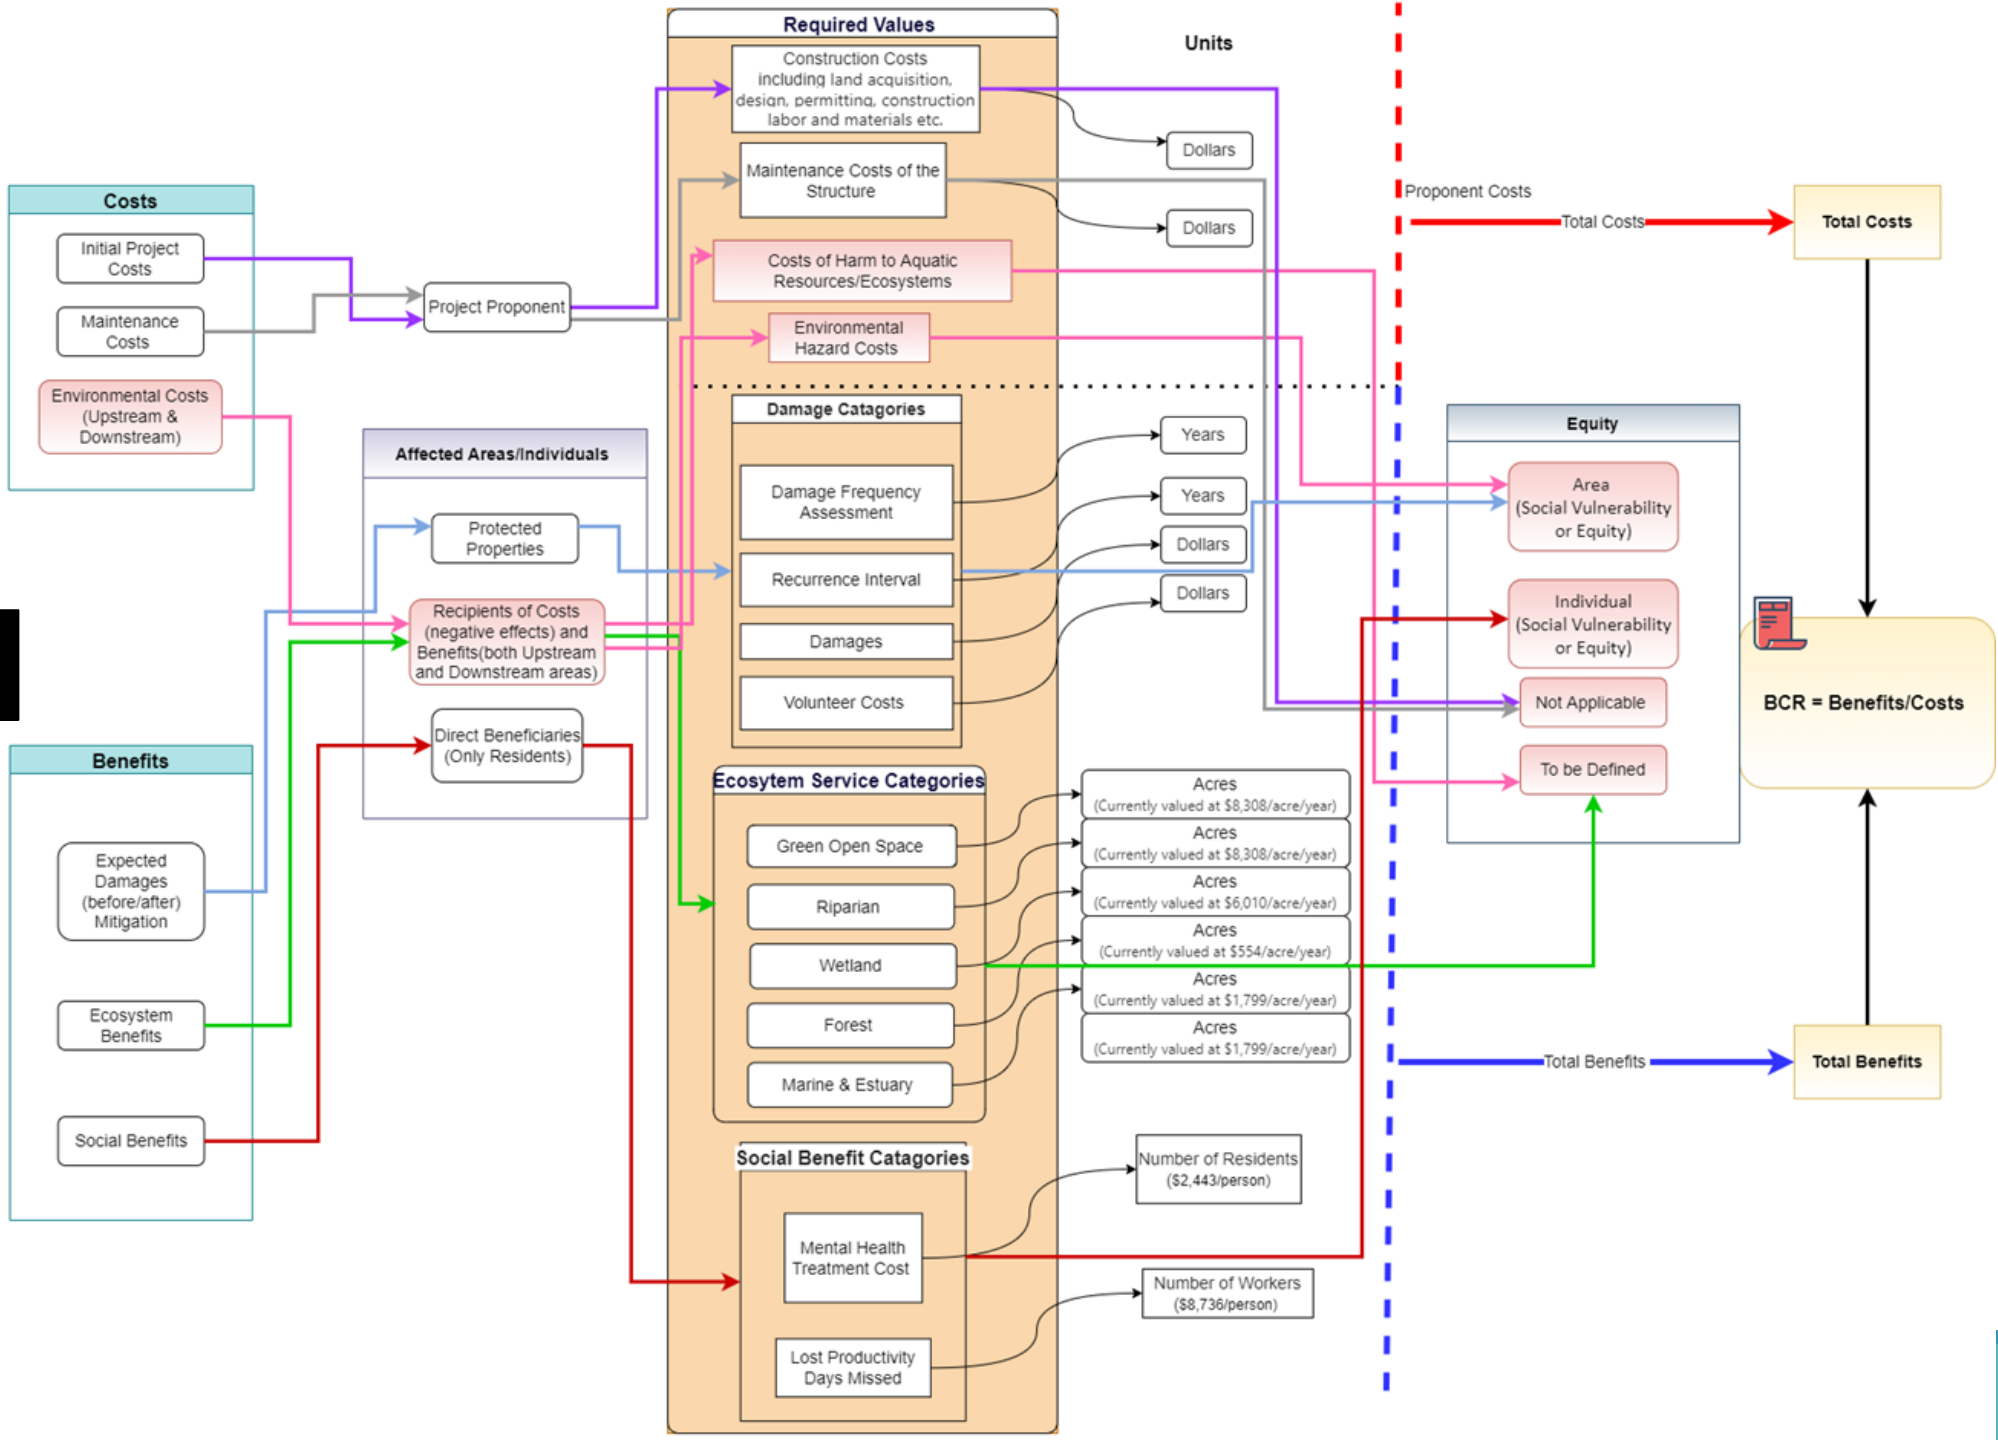 Required Values
Units
Construction Costs
including land acquisition,
design, permitting, construction
labor and materials etc.
Dollars
Maintenance Costs of the
Structure
Dollars
Costs of Harm to Aquatic
Resources/Ecosystems
Environmental
Hazard Costs
Costs
Initial Project
Costs
Maintenance
Costs
Environmental Costs
(Upstream &
Downstream)
Project Proponent
Proponent Costs
Total Costs
Total Costs
Affected Areas/Individuals
Protected
Properties
Recipients of Costs
(negative effects) and
Benefits(both Upstream
and Downstream areas)
Direct Beneficiaries
(Only Residents)
Damage Catagories
Damage Frequency
Assessment
Recurrence Interval
Damages
Volunteer Costs
Years
Years
Dollars
Dollars
Equity
Area
(Social Vulnerability
or Equity)
Individual
(Social Vulnerability
or Equity)
Not Applicable
To be Defined
BCR = Benefits/Costs
Benefits
Expected
Damages
(before/after)
Mitigation
Ecosystem
Benefits
Social Benefits
Ecosytem Service Categories
Green Open Space
Riparian
Wetland
Forest
Marine & Estuary
Acres
(Currently valued at $8,308/acre/year)
Acres
(Currently valued at $8,308/acre/year)
Acres
(Currently valued at $6,010/acre/year)
Acres
(Currently valued at $554/acre/year)
Acres
(Currently valued at $1,799/acre/year)
Acres
(Currently valued at $1,799/acre/year)
Total Benefits
Total Benefits
Social Benefit Catagories
Mental Health
Treatment Cost
Lost Productivity
Days Missed
Number of Residents
($2,443/person)
Number of Workers
($8,736/person)